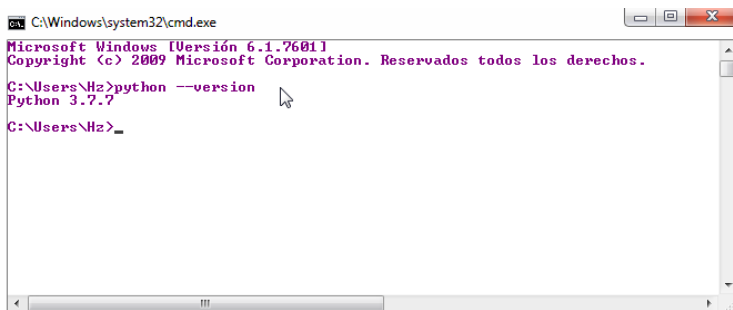 C:\Windows\system32\cmd.exe
Microsoft Windows [Versión 6.1.7601]
Copyright (c) 2009 Microsoft Corporation. Reservados todos los derechos.
C:\Users\Hz>python --version
Python 3.7.7
C:\Users\Hz>_